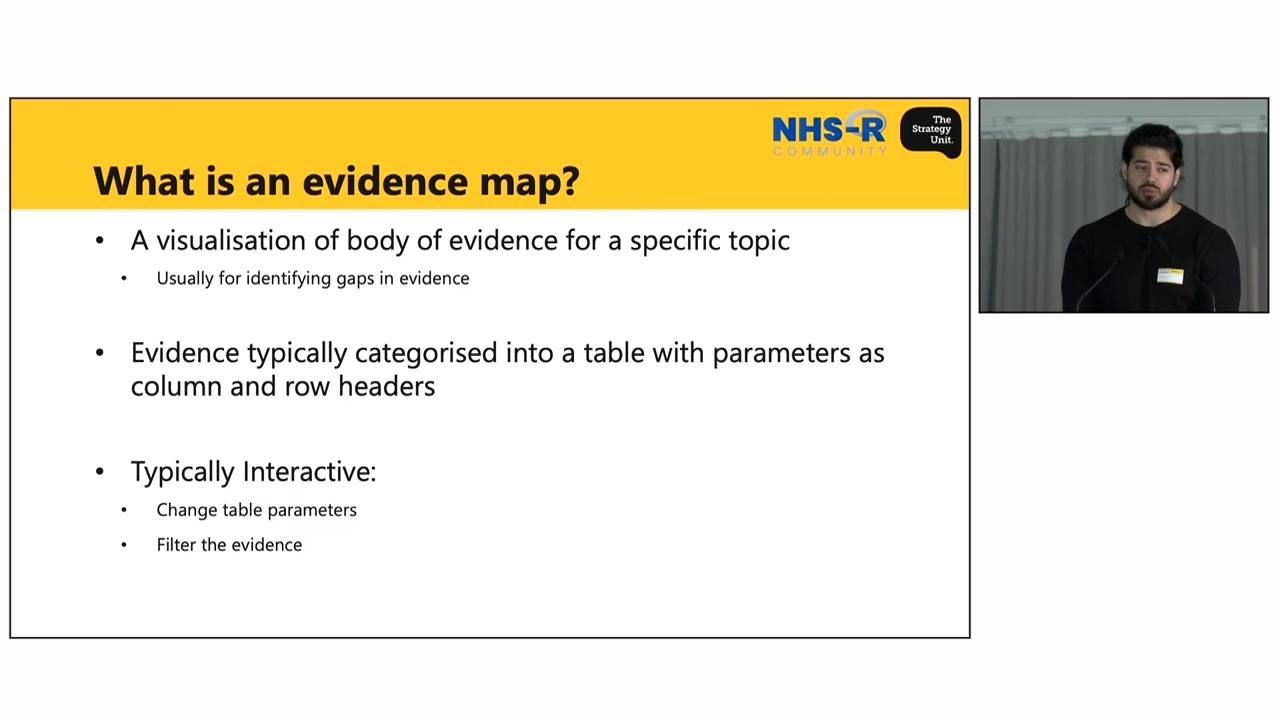 NHS-R
COMMUNITY
The
Strategy
Unit.
What is an evidence map?
• A visualisation of body of evidence for a specific topic
• Usually for identifying gaps in evidence
• Evidence typically categorised into a table with parameters as
column and row headers
• Typically Interactive:
• Change table parameters
• Filter the evidence